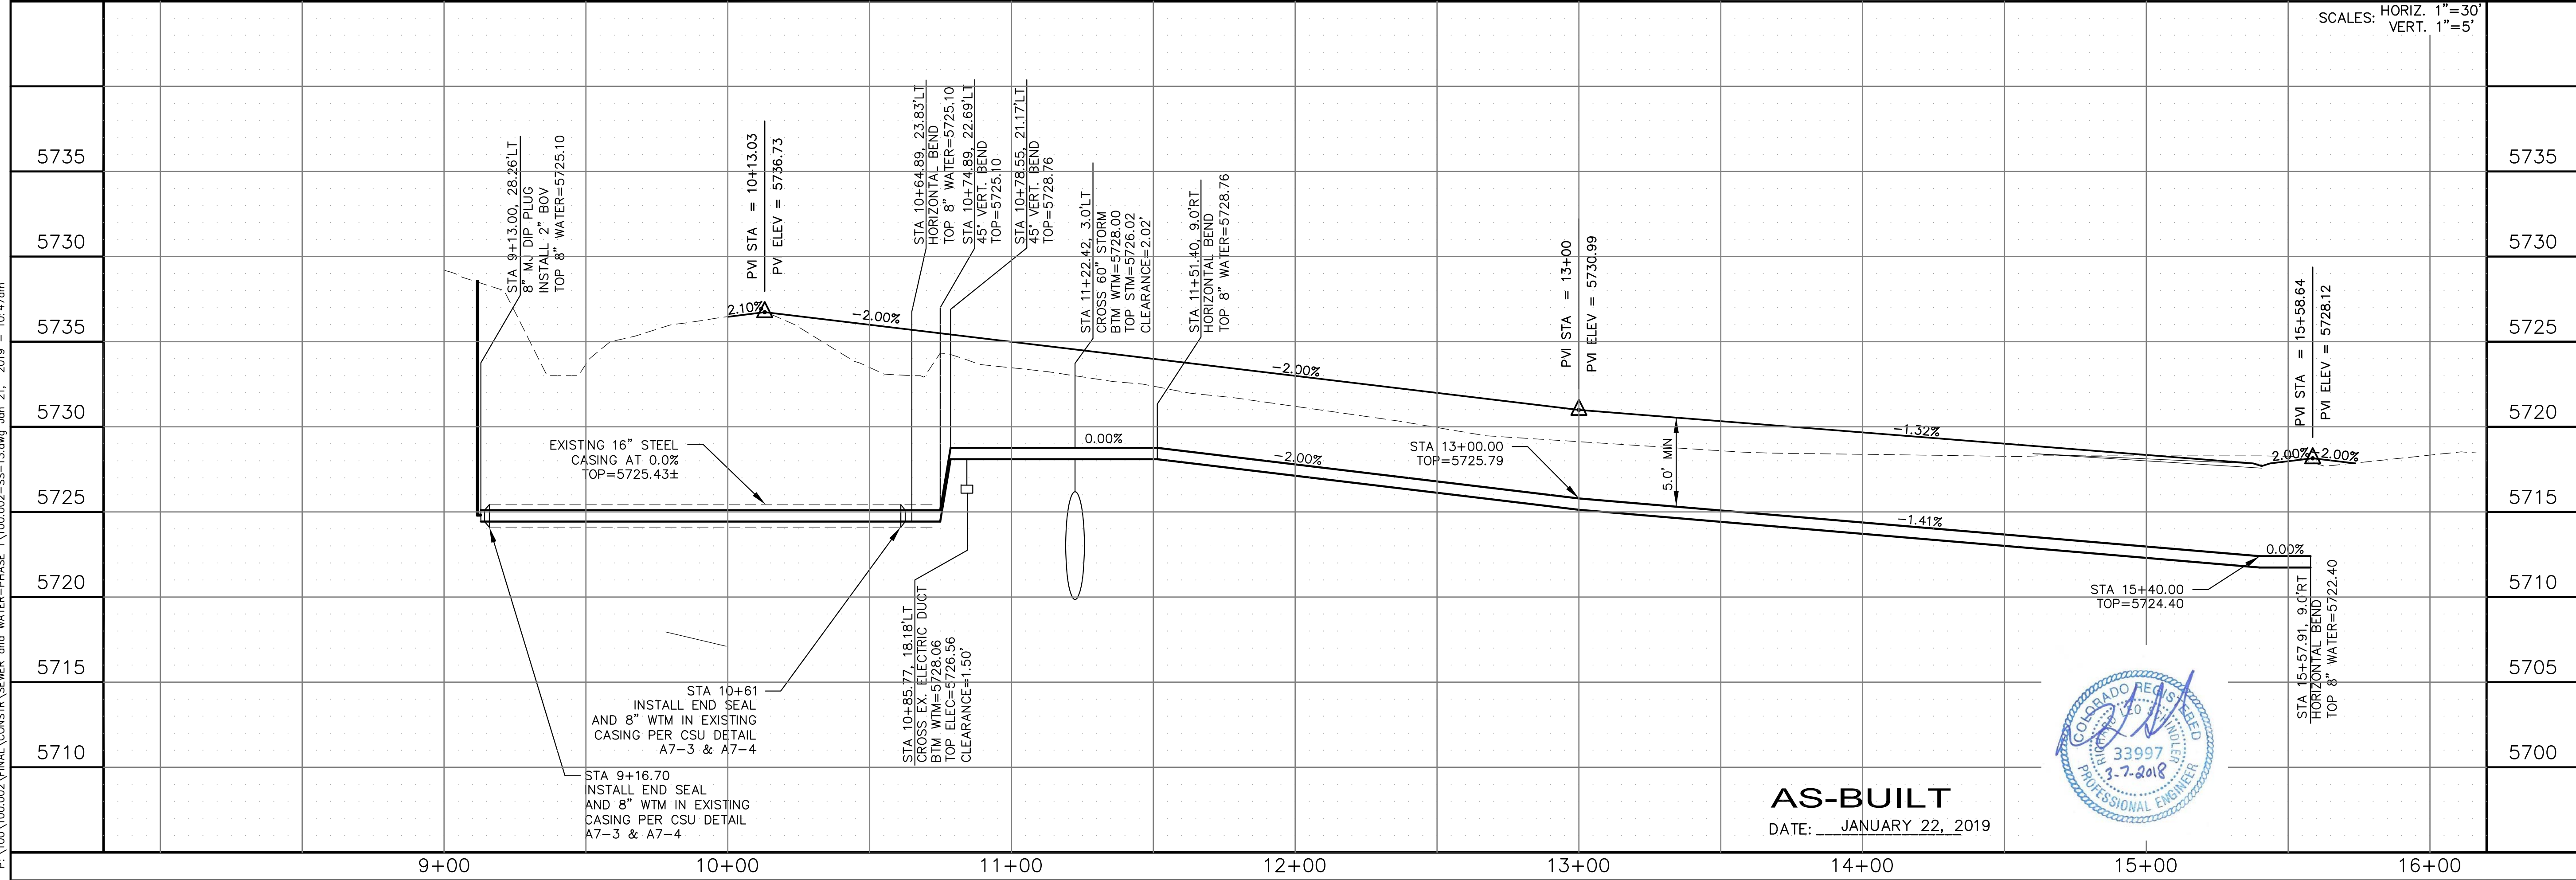 SCALES: HORIZ. 1"=30'
VERT. 1"=5'
5735
5730
5735
5730
5725
5720
5715
5710
STA 9+13.00, 28.26'LT
8" MJ DIP PLUG
INSTALL 2" BOV
TOP 8" WATER=5725.10
PVI STA = 10+13.03
PVI ELEV = 5736.73
STA 10+64.89, 23.83'LT
HORIZONTAL BEND
TOP 8" WATER=5725.10
STA 10+74.89, 22.69'LT
45° VERT. BEND
TOP=5725.10
STA 10+78.55, 21.17'LT
45° VERT. BEND
TOP=5728.76
STA 11+22.42, 3.0'LT
CROSS 60" STORM
BTM WTM=5728.00
TOP STM=5726.02
CLEARANCE=2.02'
STA 11+51.40, 9.0'RT
HORIZONTAL BEND
TOP 8" WATER=5728.76
PVI STA = 13+00
PVI ELEV = 5730.99
PVI STA = 15+58.64
PVI ELEV = 5728.12
2.10%
-2.00%
-2.00%
-1.32%
2.00%
-2.00%
EXISTING 16" STEEL
CASING AT 0.0%
TOP=5725.43±
0.00%
-2.00%
STA 13+00.00
TOP=5725.79
5.0' MIN
-1.41%
0.00%
STA 15+40.00
TOP=5724.40
STA 15+57.91, 9.0'RT
HORIZONTAL BEND
TOP 8" WATER=5722.40
STA 10+85.77, 18.18'LT
CROSS EX. ELECTRIC DUCT
BTM WTM=5728.06
TOP ELEC=5726.56
CLEARANCE=1.50'
STA 10+61
INSTALL END SEAL
AND 8" WTM IN EXISTING
CASING PER CSU DETAIL
A7-3 & A7-4
STA 9+16.70
INSTALL END SEAL
AND 8" WTM IN EXISTING
CASING PER CSU DETAIL
A7-3 & A7-4
5735
5730
5725
5720
5715
5710
5705
5700
COLORADO REGISTERED
33997
3-7-2018
PROFESSIONAL ENGINEER
AS-BUILT
DATE: JANUARY 22, 2019
9+00
10+00
11+00
12+00
13+00
14+00
15+00
16+00